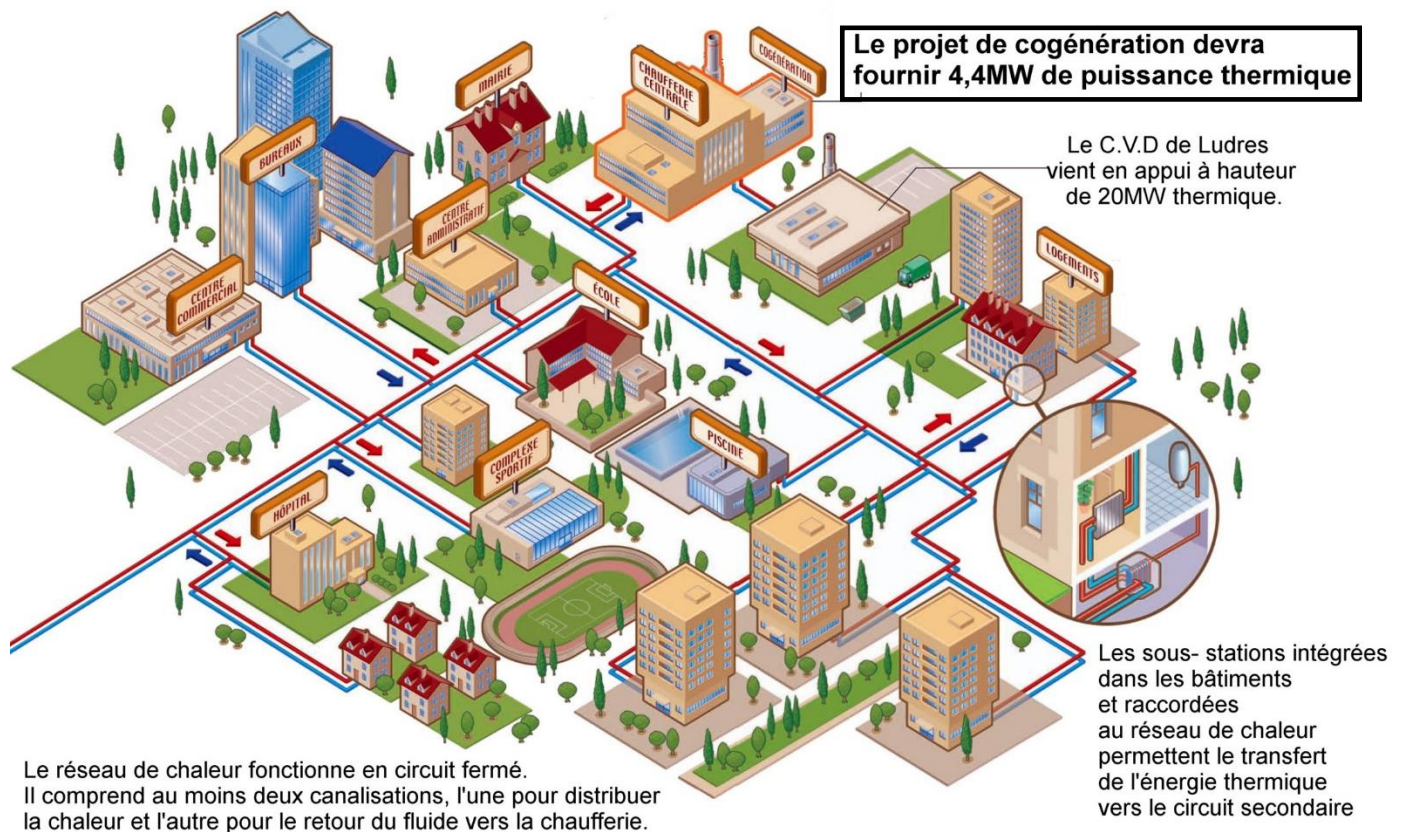 Le projet de cogénération devra
fournir 4,4MW de puissance thermique
COGÉNÉRATION
CHAUFFERIE
CENTRALE
MAIRIE
Le C.V.D de Ludres
vient en appui à hauteur
de 20MW thermique.
BUREAUX
CENTRE
ADMINISTRATIF
LOGEMENTS
CENTRE
COMMERCIAL
ÉCOLE
PISCINE
COMPLEXE
SPORTIF
HÔPITAL
Les sous- stations intégrées
dans les bâtiments
et raccordées
au réseau de chaleur
permettent le transfert
de l'énergie thermique
vers le circuit secondaire
Le réseau de chaleur fonctionne en circuit fermé.
Il comprend au moins deux canalisations, l'une pour distribuer
la chaleur et l'autre pour le retour du fluide vers la chaufferie.